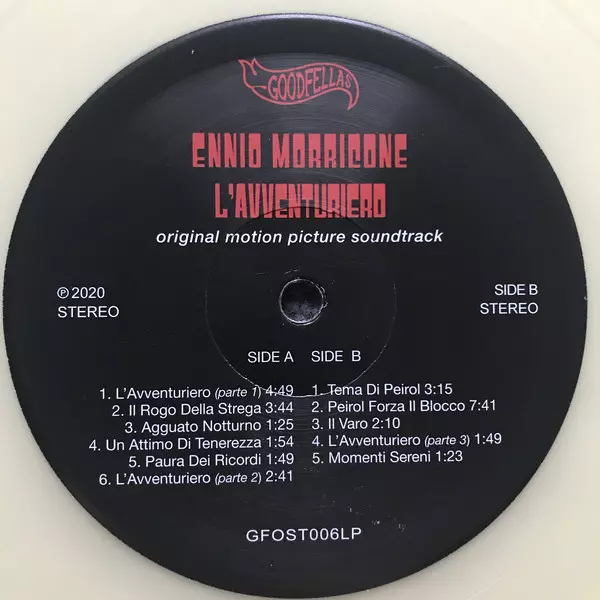 GOODFELLAS
ENNIO MORRICONE
L'AVVENTURIERO
original motion picture soundtrack
℗ 2020
STEREO
SIDE B
STEREO
SIDE A
1. L'Avventuriero (parte 1) 4:49
2. Il Rogo Della Strega 3:44
3. Agguato Notturno 1:25
4. Un Attimo Di Tenerezza 1:54
5. Paura Dei Ricordi 1:49
6. L'Avventuriero (parte 2) 2:41
SIDE B
1. Tema Di Peirol 3:15
2. Peirol Forza Il Blocco 7:41
3. Il Varo 2:10
4. L'Avventuriero (parte 3) 1:49
5. Momenti Sereni 1:23
GFOST006LP